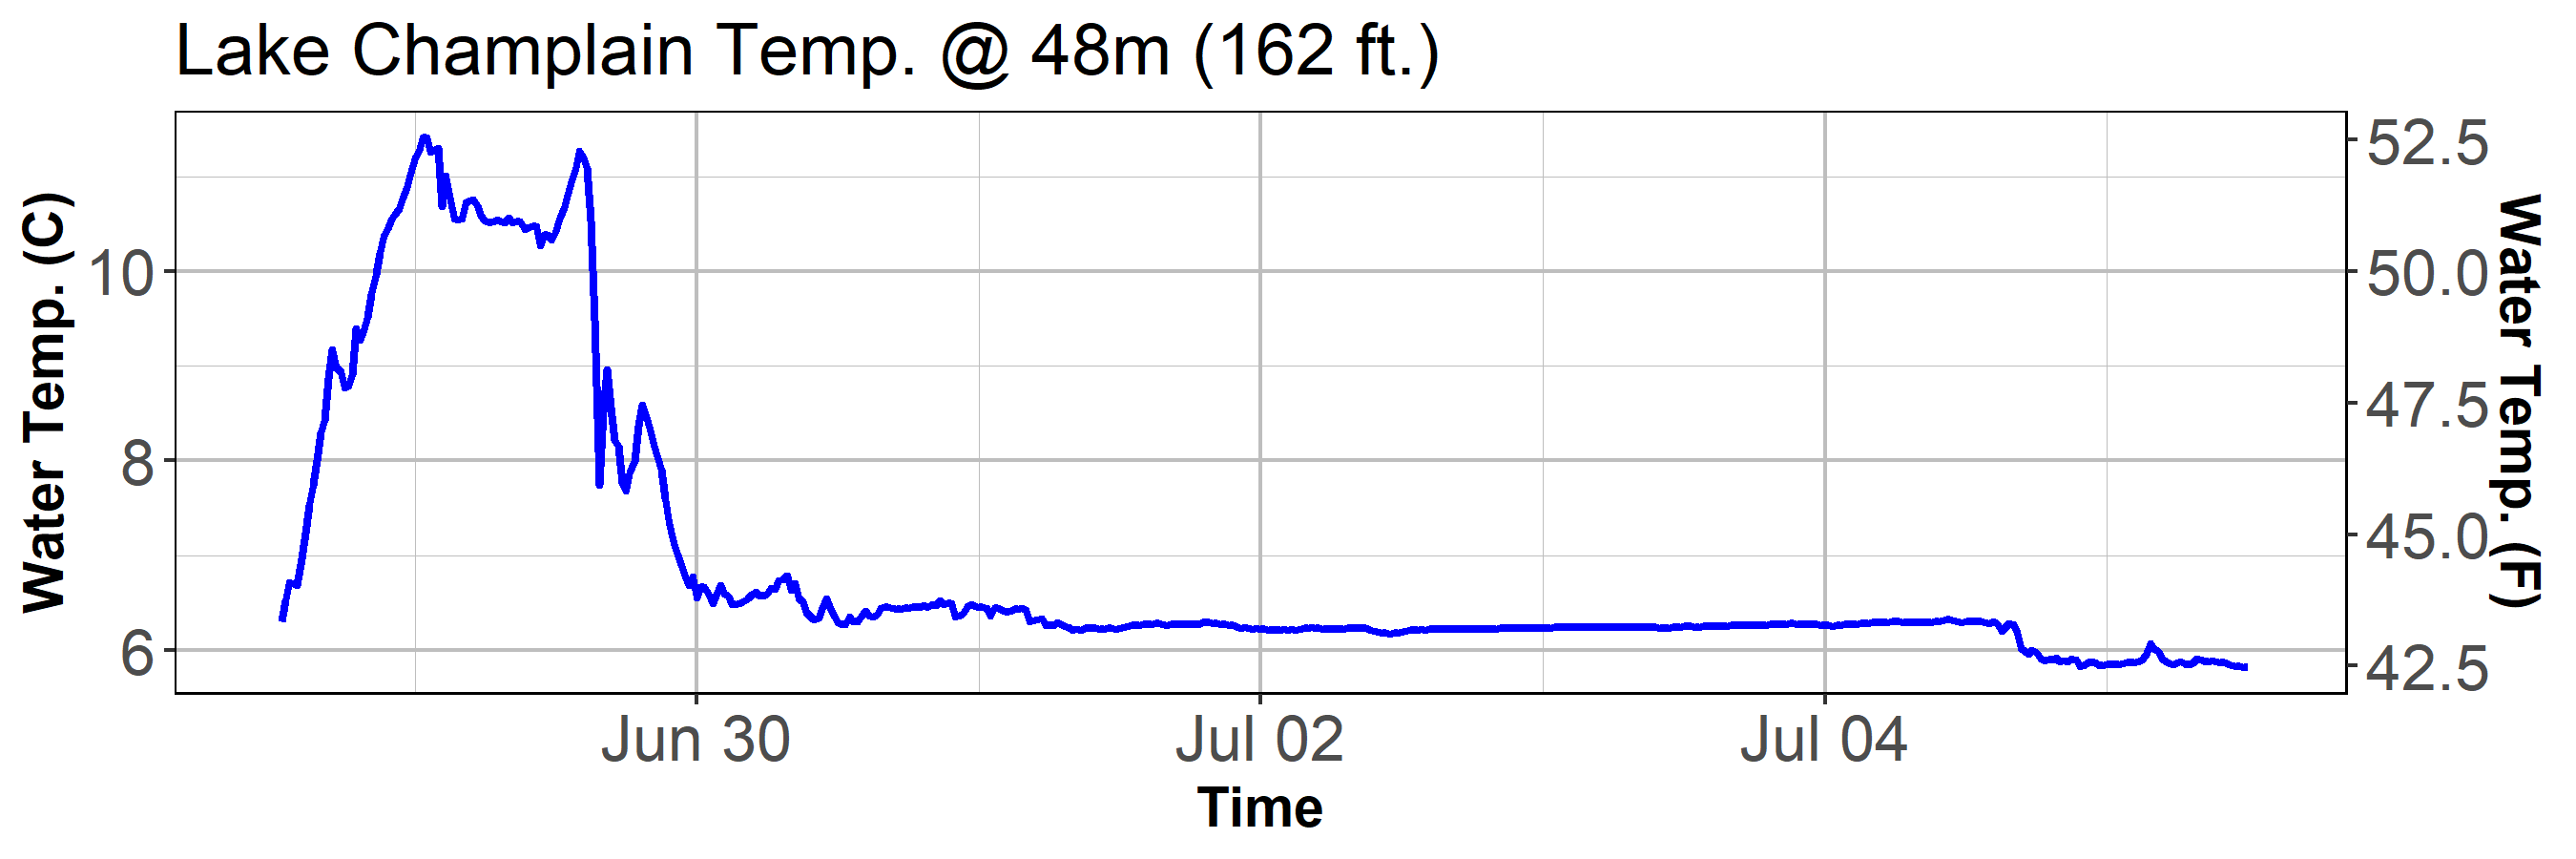 Lake Champlain Temp. @ 48m (162 ft.)
Water Temp. (C)
10
8
6
52.5
50.0
47.5
45.0
42.5
Water Temp. (F)
Jun 30
Jul 02
Jul 04
Time